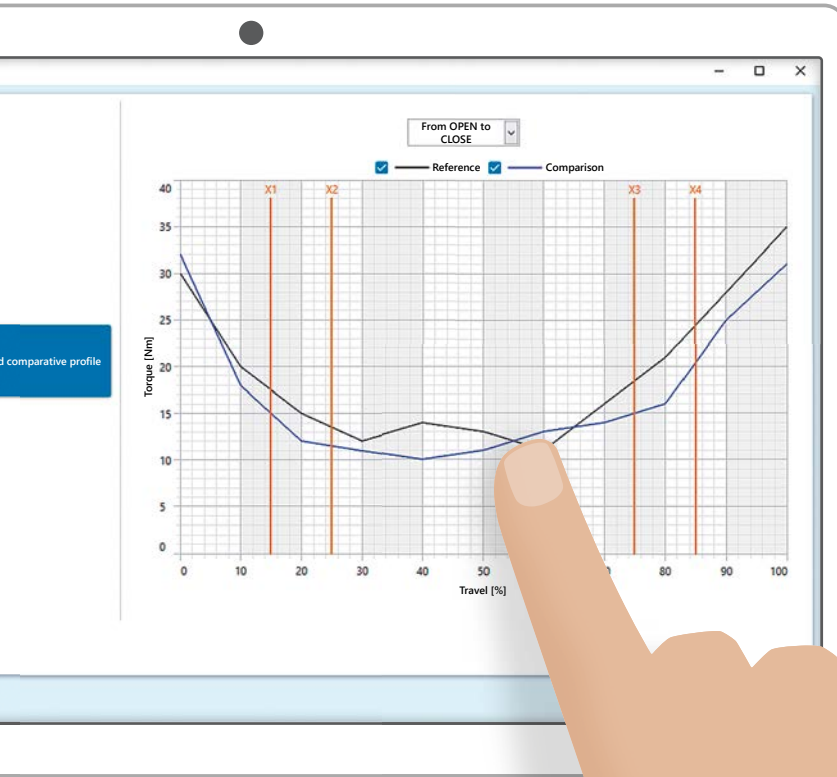 From OPEN to
CLOSE
Reference
Comparison
40
X1
X2
X3
X4
35
30
25
20
15
10
5
0
Torque [Nm]
d comparative profile
0 10 20 30 40 50 80 90 100
Travel [%]